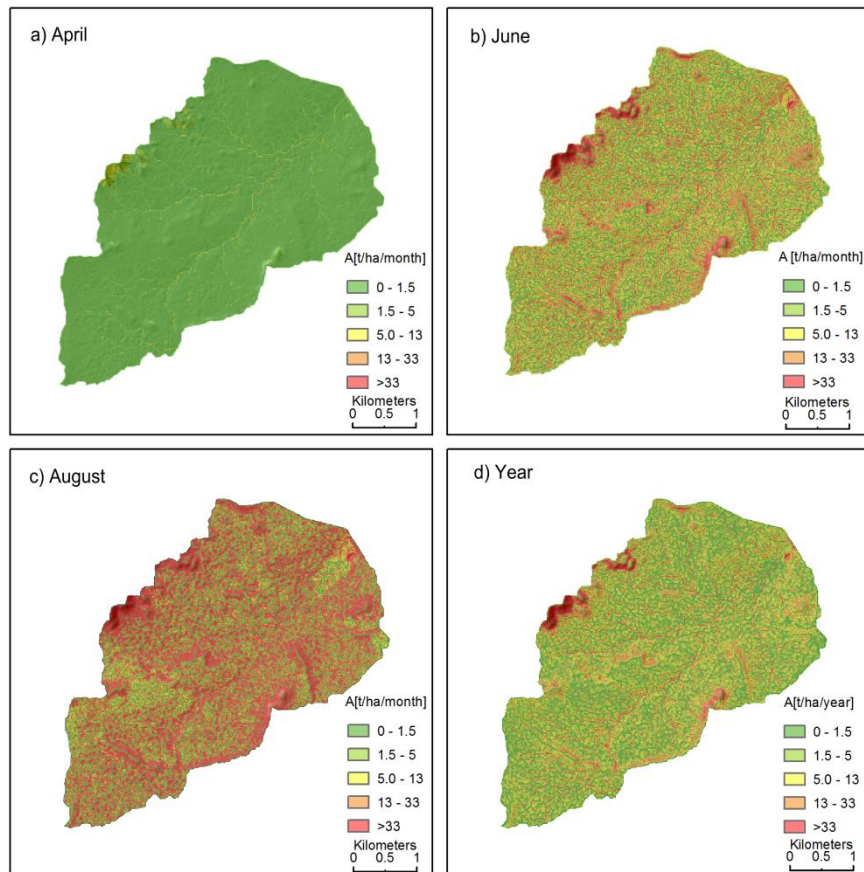 a) April
A[t/ha/month]
0 - 1.5
1.5 - 5
5.0 - 13
13 - 33
>33
Kilometers
0 0.5 1
b) June
A [t/ha/month]
0 - 1.5
1.5 -5
5.0 - 13
13 - 33
>33
Kilometers
0 0.5 1
c) August
A[t/ha/month]
0 - 1.5
1.5 - 5
5.0 - 13
13 - 33
>33
Kilometers
0 0.5 1
d) Year
A[t/ha/year]
0 - 1.5
1.5 - 5
5.0 - 13
13 - 33
>33
Kilometers
0 0.5 1